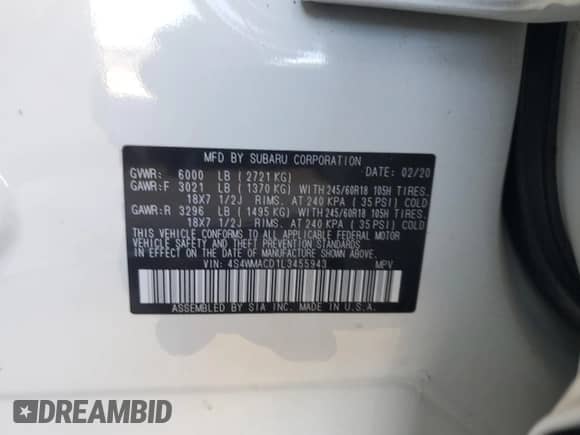 MFD BY SUBARU CORPORATION DATE: 02/20
GVWR: 6000 LB ( 2721 KG)
GAWR:F 3021 LB ( 1370 KG) WITH 245/60R18 105H TIRES.
18X7 1/2J RIMS. AT 240 KPA ( 35 PSI) COLD
GAWR:R 3296 LB ( 1495 KG) WITH 245/60R18 105H TIRES.
18X7 1/2J RIMS. AT 240 KPA ( 35 PSI) COLD
THIS VEHICLE CONFORMS TO ALL APPLICABLE FEDERAL MOTOR
VEHICLE SAFETY AND THEFT PREVENTION STANDARDS IN
EFFECT ON THE DATE OF MANUFACTURE SHOWN ABOVE.
VIN: 4S4WMACD1L3455943 MPV
ASSEMBLED BY SIA INC. MADE IN U.S.A.
DREAMBID